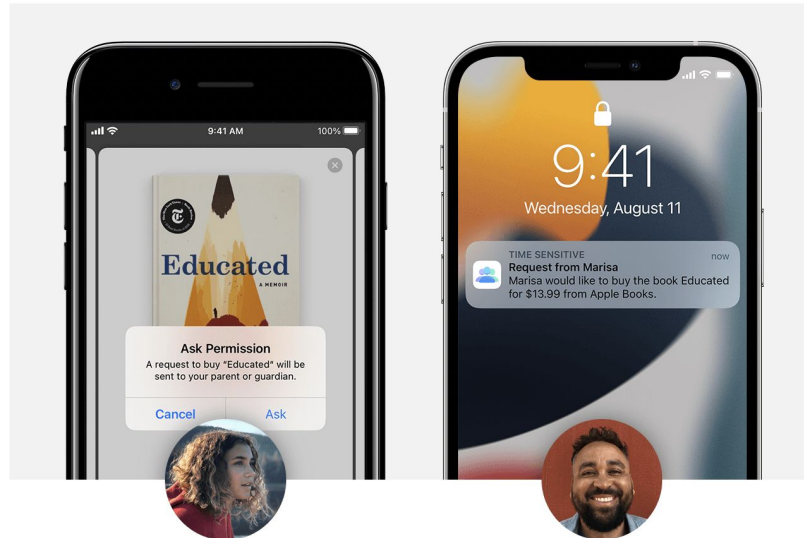 9:41 AM
100%
Educated
A MEMOIR
Ask Permission
A request to buy “Educated” will be
sent to your parent or guardian.
Cancel
Ask
9:41
Wednesday, August 11
TIME SENSITIVE
now
Request from Marisa
Marisa would like to buy the book Educated
for $13.99 from Apple Books.